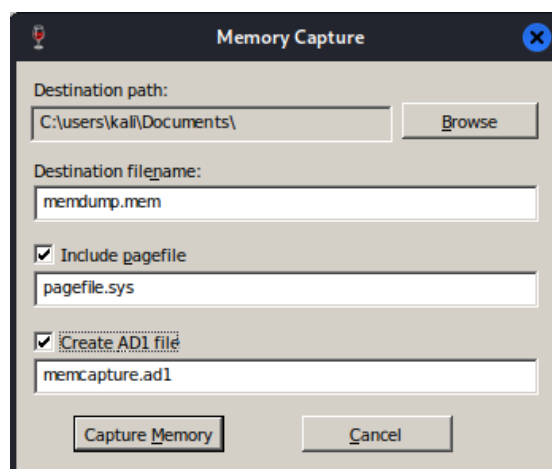 Memory Capture
Destination path:
C:\users\kali\Documents\
Browse
Destination filename:
memdump.mem
Include pagefile
pagefile.sys
Create AD1 file
memcapture.ad1
Capture Memory
Cancel